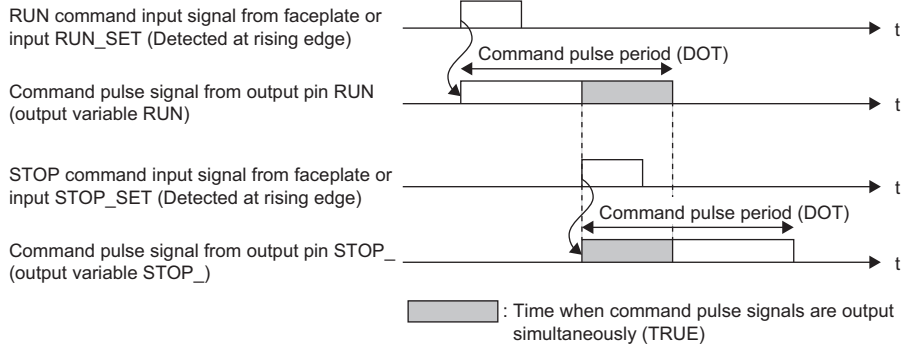 RUN command input signal from faceplate or
input RUN_SET (Detected at rising edge)
t
Command pulse period (DOT)
Command pulse signal from output pin RUN
(output variable RUN)
t
STOP command input signal from faceplate or
input STOP_SET (Detected at rising edge)
t
Command pulse period (DOT)
Command pulse signal from output pin STOP_
(output variable STOP_)
t
: Time when command pulse signals are output
simultaneously (TRUE)